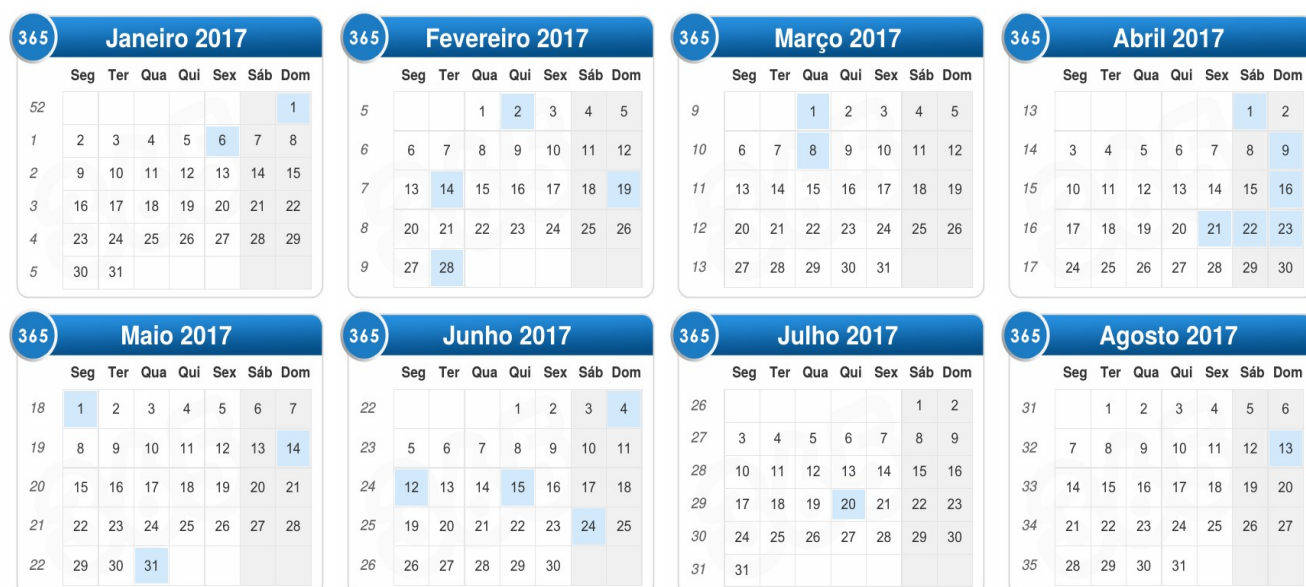 365 Janeiro 2017
Seg Ter Qua Qui Sex Sáb Dom
52 1
1 2 3 4 5 6 7 8
2 9 10 11 12 13 14 15
3 16 17 18 19 20 21 22
4 23 24 25 26 27 28 29
5 30 31
365 Fevereiro 2017
Seg Ter Qua Qui Sex Sáb Dom
5 1 2 3 4 5
6 6 7 8 9 10 11 12
7 13 14 15 16 17 18 19
8 20 21 22 23 24 25 26
9 27 28
365 Março 2017
Seg Ter Qua Qui Sex Sáb Dom
9 1 2 3 4 5
10 6 7 8 9 10 11 12
11 13 14 15 16 17 18 19
12 20 21 22 23 24 25 26
13 27 28 29 30 31
365 Abril 2017
Seg Ter Qua Qui Sex Sáb Dom
13 1 2
14 3 4 5 6 7 8 9
15 10 11 12 13 14 15 16
16 17 18 19 20 21 22 23
17 24 25 26 27 28 29 30
365 Maio 2017
Seg Ter Qua Qui Sex Sáb Dom
18 1 2 3 4 5 6 7
19 8 9 10 11 12 13 14
20 15 16 17 18 19 20 21
21 22 23 24 25 26 27 28
22 29 30 31
365 Junho 2017
Seg Ter Qua Qui Sex Sáb Dom
22 1 2 3 4
23 5 6 7 8 9 10 11
24 12 13 14 15 16 17 18
25 19 20 21 22 23 24 25
26 26 27 28 29 30
365 Julho 2017
Seg Ter Qua Qui Sex Sáb Dom
26 1 2
27 3 4 5 6 7 8 9
28 10 11 12 13 14 15 16
29 17 18 19 20 21 22 23
30 24 25 26 27 28 29 30
31 31
365 Agosto 2017
Seg Ter Qua Qui Sex Sáb Dom
31 1 2 3 4 5 6
32 7 8 9 10 11 12 13
33 14 15 16 17 18 19 20
34 21 22 23 24 25 26 27
35 28 29 30 31